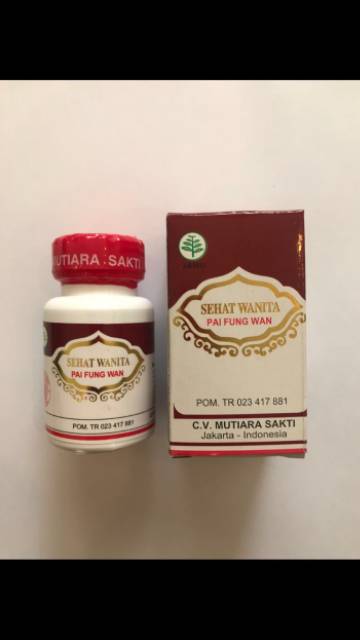 MUTIARA SAKTI
SEHAT WANITA
PAI FUNG WAN
POM. TR 023 417 881
SEHAT WANITA
PAI FUNG WAN
POM. TR 023 417 881
C.V. MUTIARA SAKTI
Jakarta - Indonesia